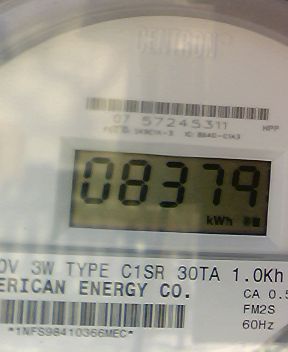 CENTRON
07 57245311
HPP
08379
kWh
0V 3W TYPE C1SR 30TA 1.0Kh
ERICAN ENERGY CO.
CA 0.5
FM2S
60Hz
*1NFS98410366MEC*